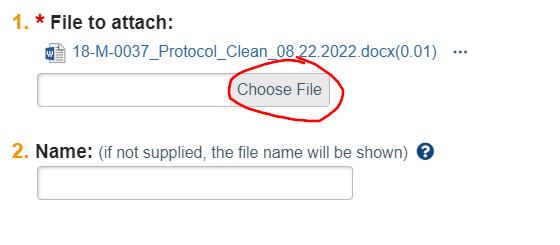 1. * File to attach:
18-M-0037_Protocol_Clean_08.22.2022.docx(0.01) ...
Choose File
2. Name: (if not supplied, the file name will be shown) ?